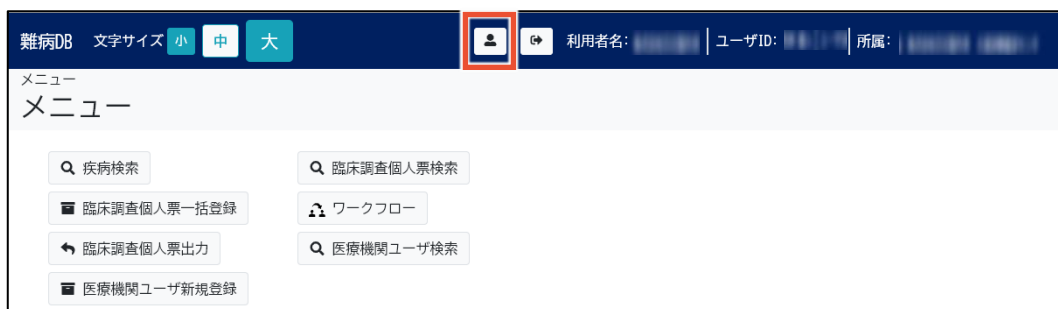 難病DB 文字サイズ 小 中 大 利用者名: ユーザID: 所属:
メニュー
メニュー
疾病検索 臨床調査個人票検索
臨床調査個人票一括登録 ワークフロー
臨床調査個人票出力 医療機関ユーザ検索
医療機関ユーザ新規登録